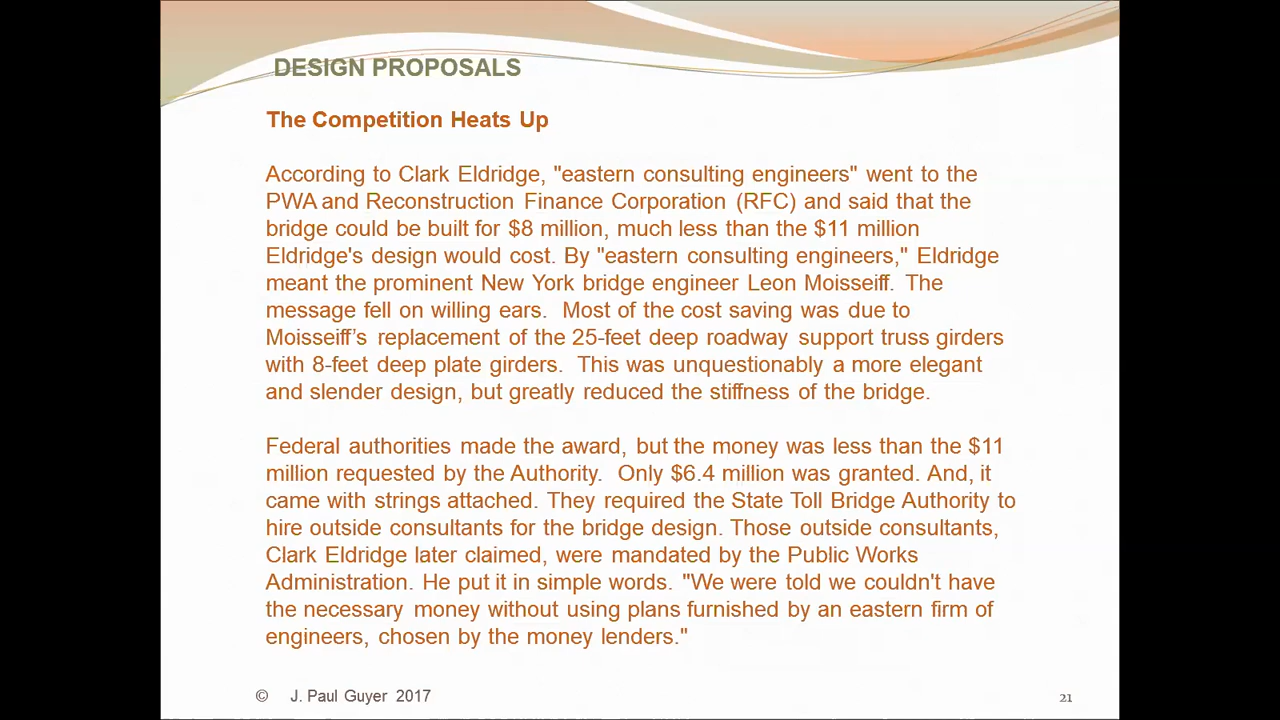 DESIGN PROPOSALS
The Competition Heats Up
According to Clark Eldridge, "eastern consulting engineers" went to the
PWA and Reconstruction Finance Corporation (RFC) and said that the
bridge could be built for $8 million, much less than the $11 million
Eldridge's design would cost. By "eastern consulting engineers," Eldridge
meant the prominent New York bridge engineer Leon Moisseiff.  The
message fell on willing ears.  Most of the cost saving was due to
Moisseiff’s replacement of the 25-feet deep roadway support truss girders
with 8-feet deep plate girders.  This was unquestionably a more elegant
and slender design, but greatly reduced the stiffness of the bridge.
Federal authorities made the award, but the money was less than the $11
million requested by the Authority.  Only $6.4 million was granted. And, it
came with strings attached. They required the State Toll Bridge Authority to
hire outside consultants for the bridge design. Those outside consultants,
Clark Eldridge later claimed, were mandated by the Public Works
Administration. He put it in simple words. "We were told we couldn't have
the necessary money without using plans furnished by an eastern firm of
engineers, chosen by the money lenders."
© J. Paul Guyer 2017
21